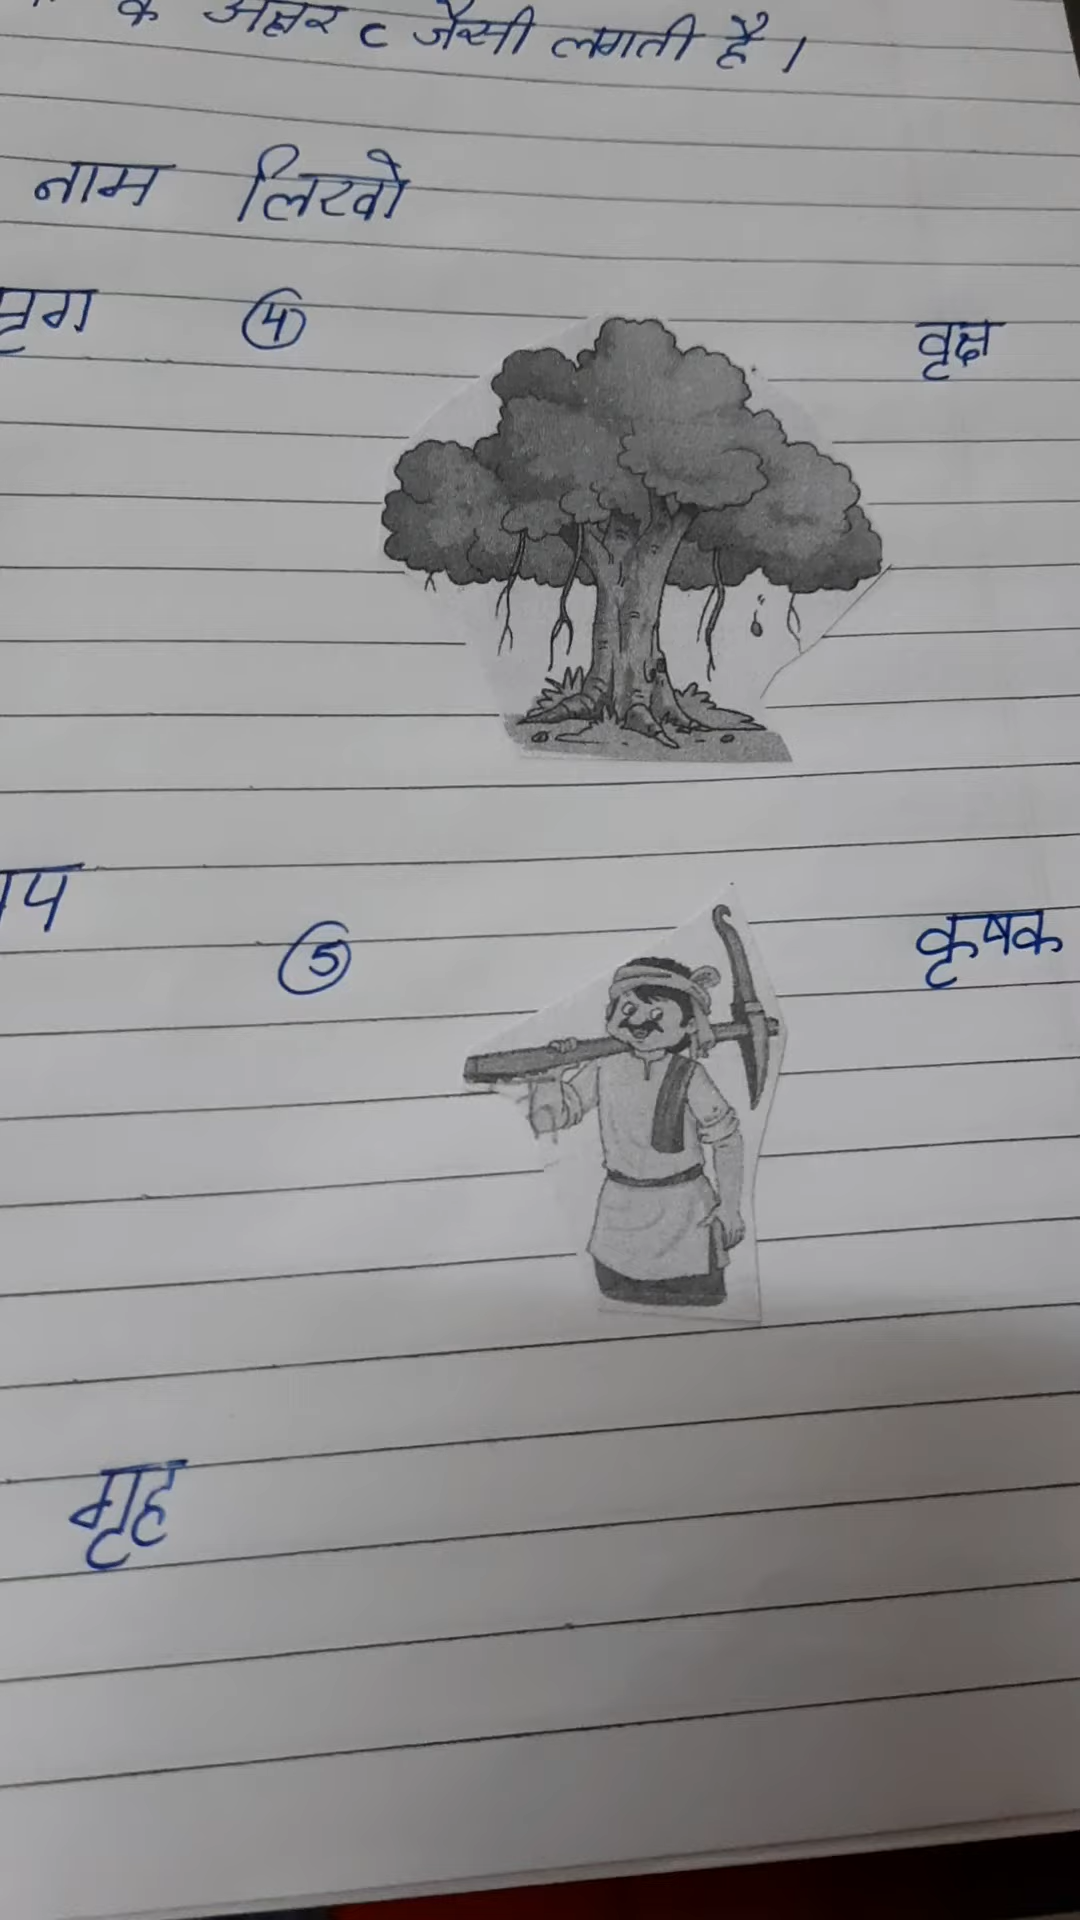 के अक्षर c जैसी लगती है।
नाम लिखो
मृग ④ वृक्ष
⑤ कृषक
गृह